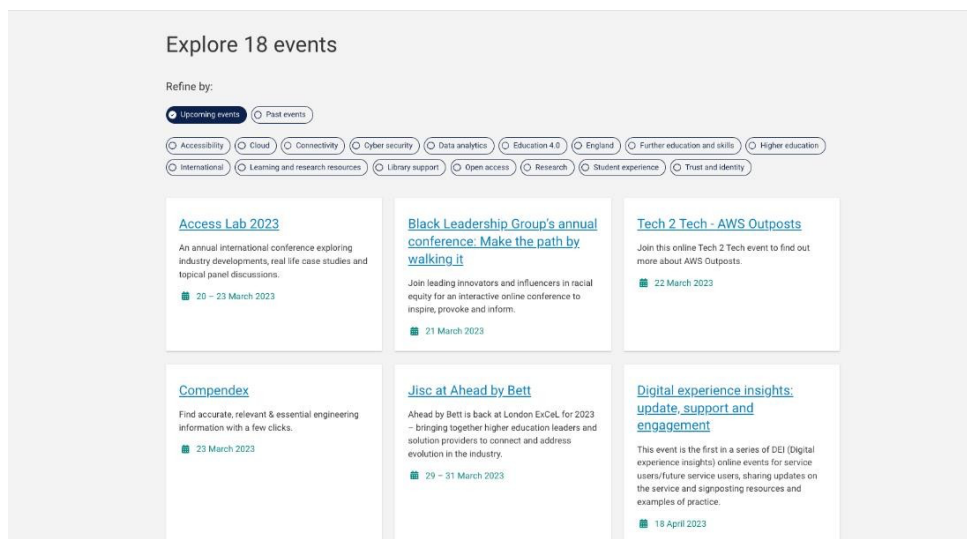 Explore 18 events
Refine by:
Upcoming events
Past events
Accessibility
Cloud
Connectivity
Cyber security
Data analytics
Education 4.0
England
Further education and skills
Higher education
International
Learning and research resources
Library support
Open access
Research
Student experience
Trust and identity
Access Lab 2023
An annual international conference exploring
industry developments, real life case studies and
topical panel discussions.
20 – 23 March 2023
Black Leadership Group's annual
conference: Make the path by
walking it
Join leading innovators and influencers in racial
equity for an interactive online conference to
inspire, provoke and inform.
21 March 2023
Tech 2 Tech - AWS Outposts
Join this online Tech 2 Tech event to find out
more about AWS Outposts.
22 March 2023
Compendex
Find accurate, relevant & essential engineering
information with a few clicks.
23 March 2023
Jisc at Ahead by Bett
Ahead by Bett is back at London ExCeL for 2023
– bringing together higher education leaders and
solution providers to connect and address
evolution in the industry.
29 – 31 March 2023
Digital experience insights:
update, support and
engagement
This event is the first in a series of DEI (Digital
experience insights) online events for service
users/future service users, sharing updates on
the service and signposting resources and
examples of practice.
18 April 2023